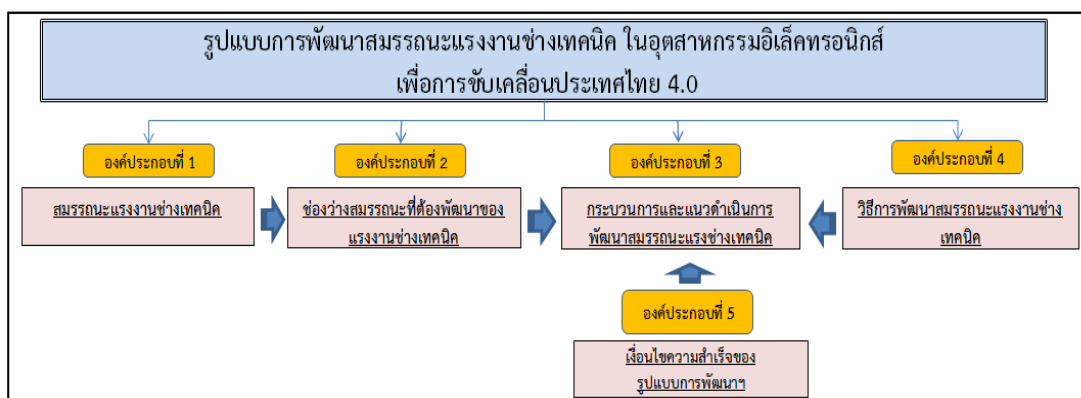 รูปแบบการพัฒนาสมรรถนะแรงงานช่างเทคนิค ในอุตสาหกรรมอิเล็คทรอนิกส์
เพื่อการขับเคลื่อนประเทศไทย 4.0
องค์ประกอบที่ 1
สมรรถนะแรงงานช่างเทคนิค
องค์ประกอบที่ 2
ช่องว่างสมรรถนะที่ต้องพัฒนาของ
แรงงานช่างเทคนิค
องค์ประกอบที่ 3
กระบวนการและแนวดำเนินการ
พัฒนาสมรรถนะแรงช่างเทคนิค
องค์ประกอบที่ 4
วิธีการพัฒนาสมรรถนะแรงงานช่าง
เทคนิค
องค์ประกอบที่ 5
เงื่อนไขความสำเร็จของ
รูปแบบการพัฒนาฯ